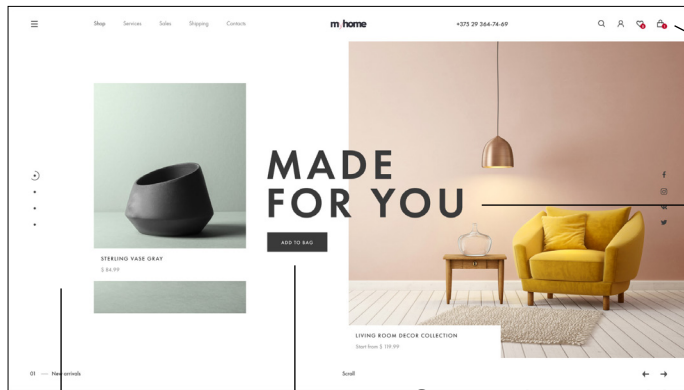 Shop Services Sales Shipping Contacts myhome +375 29 364-74-69
MADE
FOR YOU
ADD TO BAG
STERLING VASE GRAY
$ 84.99
LIVING ROOM DECOR COLLECTION
Start from $ 119.99
01 — New arrivals Scroll